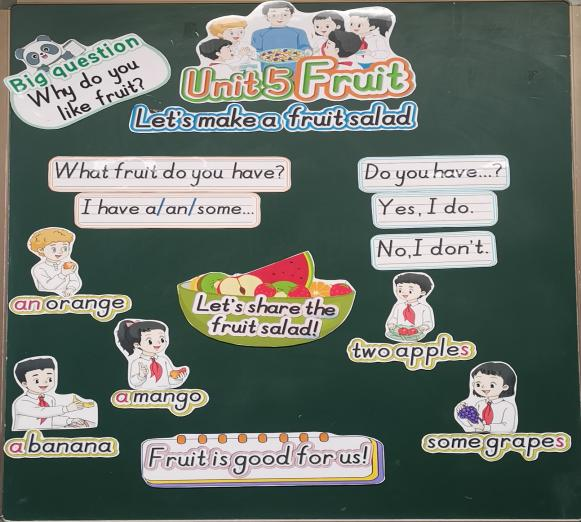 Big question
Why do you
like fruit?
Unit 5 Fruit
Let's make a fruit salad
What fruit do you have?
I have a/an/some...
Do you have...?
Yes, I do.
No, I don't.
an orange
Let's share the
fruit salad!
two apples
a mango
a banana
some grapes
Fruit is good for us!